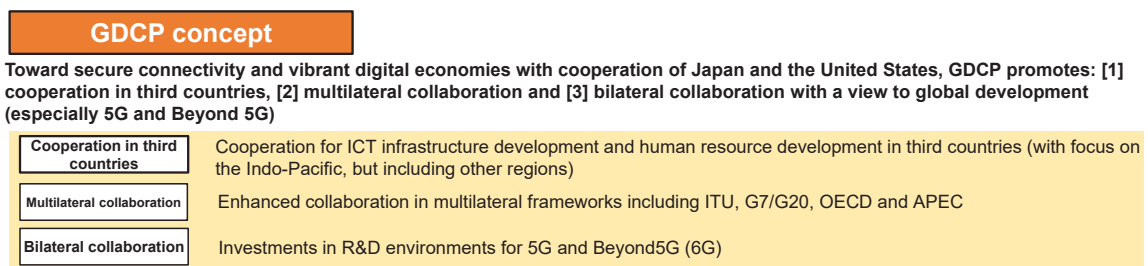 GDCP concept
Toward secure connectivity and vibrant digital economies with cooperation of Japan and the United States, GDCP promotes: [1]
cooperation in third countries, [2] multilateral collaboration and [3] bilateral collaboration with a view to global development
(especially 5G and Beyond 5G)
Cooperation in third
countries
Cooperation for ICT infrastructure development and human resource development in third countries (with focus on
the Indo-Pacific, but including other regions)
Multilateral collaboration
Enhanced collaboration in multilateral frameworks including ITU, G7/G20, OECD and APEC
Bilateral collaboration
Investments in R&D environments for 5G and Beyond5G (6G)